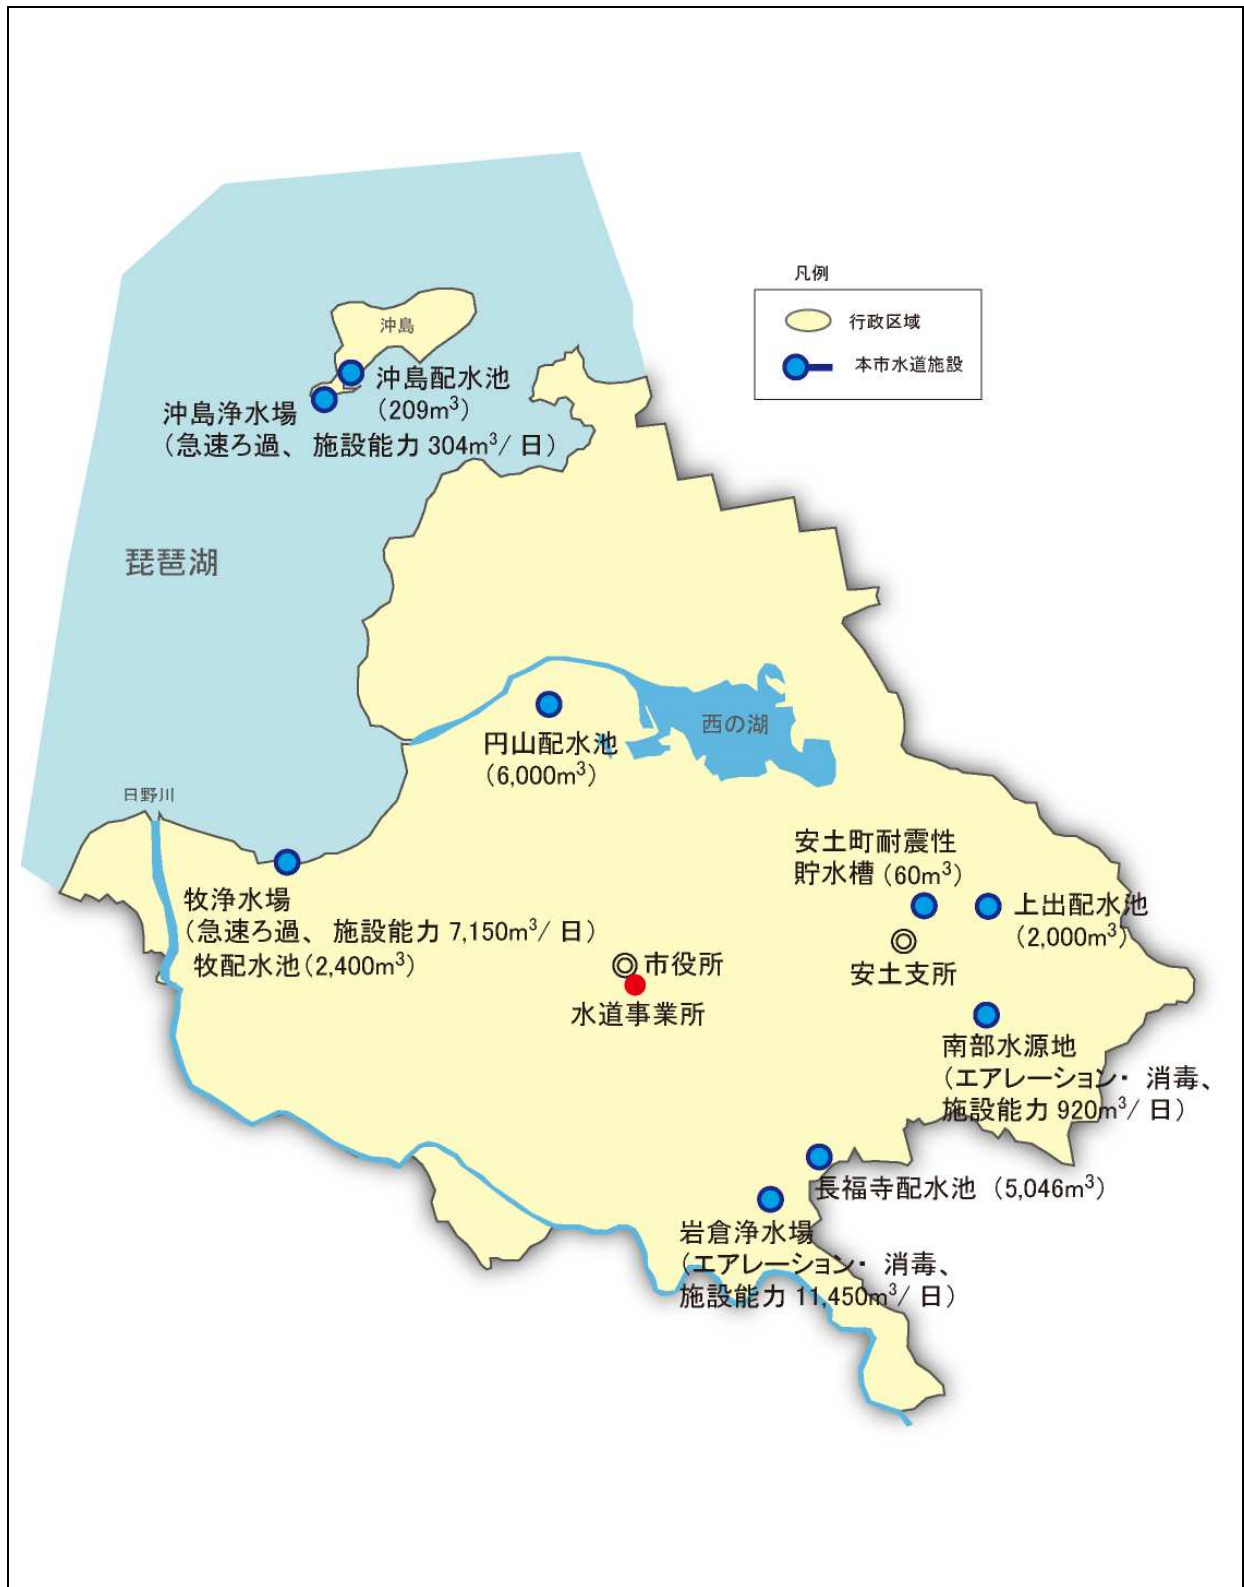 凡例
行政区域
本市水道施設
沖島
沖島配水池
（209m³）
沖島浄水場
（急速ろ過、 施設能力 304m³/ 日）
琵琶湖
西の湖
円山配水池
（6,000m³）
日野川
安土町耐震性
貯水槽（60m³）
上出配水池
（2,000m³）
牧浄水場
（急速ろ過、 施設能力 7,150m³/ 日）
牧配水池（2,400m³）
市役所
水道事業所
安土支所
南部水源地
（エアレーション・ 消毒、
施設能力 920m³/ 日）
長福寺配水池 （5,046m³）
岩倉浄水場
（エアレーション・ 消毒、
施設能力 11,450m³/ 日）